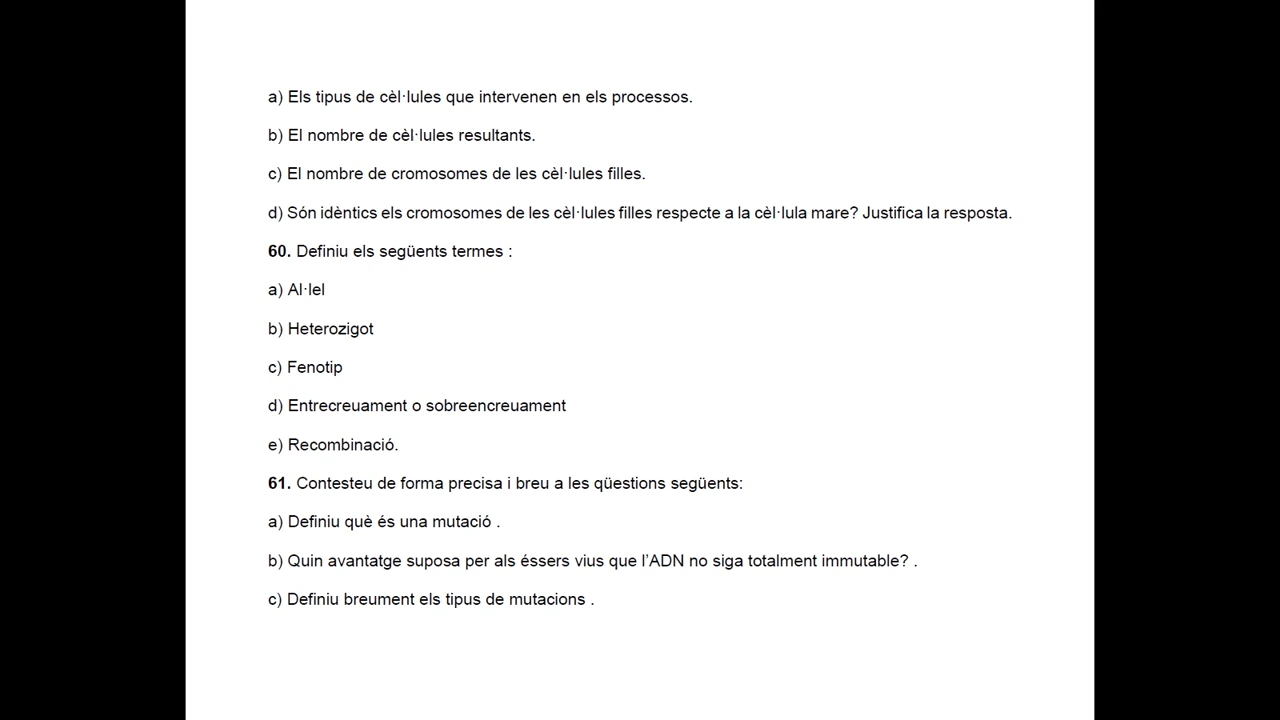 a) Els tipus de cèl·lules que intervenen en els processos.
b) El nombre de cèl·lules resultants.
c) El nombre de cromosomes de les cèl·lules filles.
d) Són idèntics els cromosomes de les cèl·lules filles respecte a la cèl·lula mare? Justifica la resposta.
60. Definiu els següents termes :
a) Al·lel
b) Heterozigot
c) Fenotip
d) Entrecreuament o sobreencreuament
e) Recombinació.
61. Contesteu de forma precisa i breu a les qüestions següents:
a) Definiu què és una mutació .
b) Quin avantatge suposa per als éssers vius que l’ADN no siga totalment immutable? .
c) Definiu breument els tipus de mutacions .